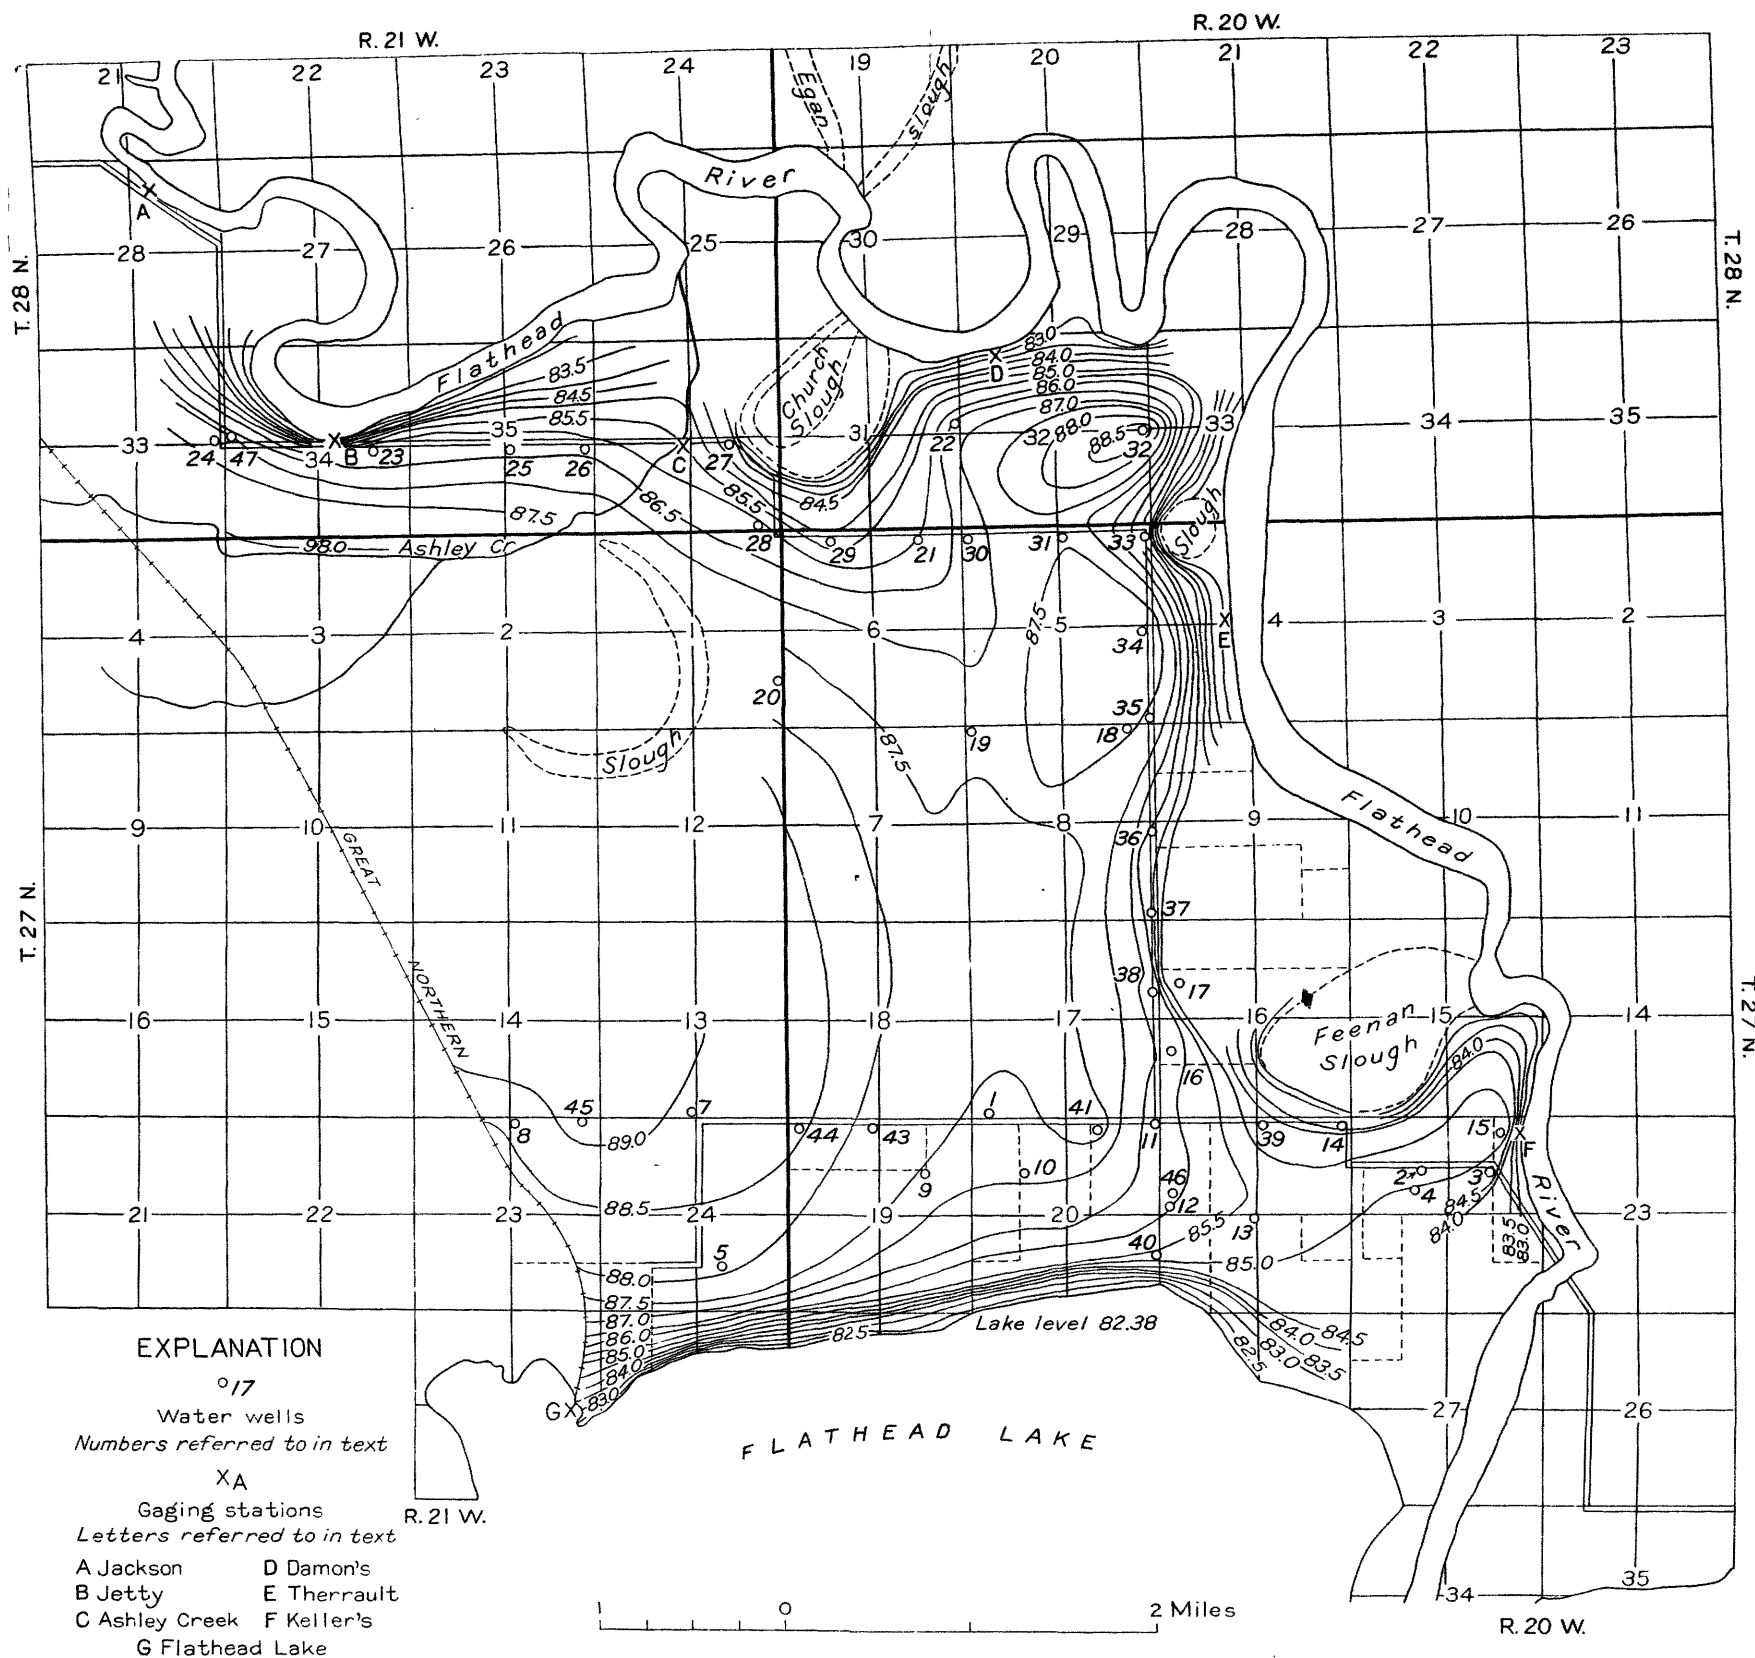 R. 21 W.
R. 20 W.
21 22 23 24 19 20 21 22 23
Egan Slough
River
A
28 27 26 25 30 29 28 27 26
T. 28 N.
T. 28 N.
Flathead
83.0
84.0
D 85.0
86.0
87.0
83.5
84.5
85.5
Church Slough
88.0
88.5
33 34 35 31 32 33 34 35
24 47 B 23 25 26 C 27 22 32
86.5
85.5
84.5
87.5
Slough
98.0 Ashley Cr.
28 29 21 30 31 33
4 3 2 1 6 5 4 3 2
87.5
34 E
20
35
19 18
87.5
Slough
Flathead
9 10 11 12 7 8 9 10 11
36
GREAT
T. 27 N.
37
NORTHERN
38 17
T. 27 N.
16 15 14 13 18 17 16 15 14
Feenan Slough
84.0
16
8 45 7 44 43 1 41 11 39 14 15 F
89.0
9 10 46 12 2 4 3
River
88.5
84.5
84.0
83.5
83.0
21 22 23 24 19 20 23
85.5
13
5 40
85.0
88.0
87.5
87.0
86.0
85.0
84.0
83.0
82.5
Lake level 82.38
84.0
84.5
83.0
83.5
82.5
G
27 26
FLATHEAD LAKE
EXPLANATION
17
Water wells
Numbers referred to in text
X A
Gaging stations
Letters referred to in text
R. 21 W.
A Jackson D Damon's
B Jetty E Therrault
C Ashley Creek F Keller's
G Flathead Lake
34 35
1 0 2 Miles
R. 20 W.